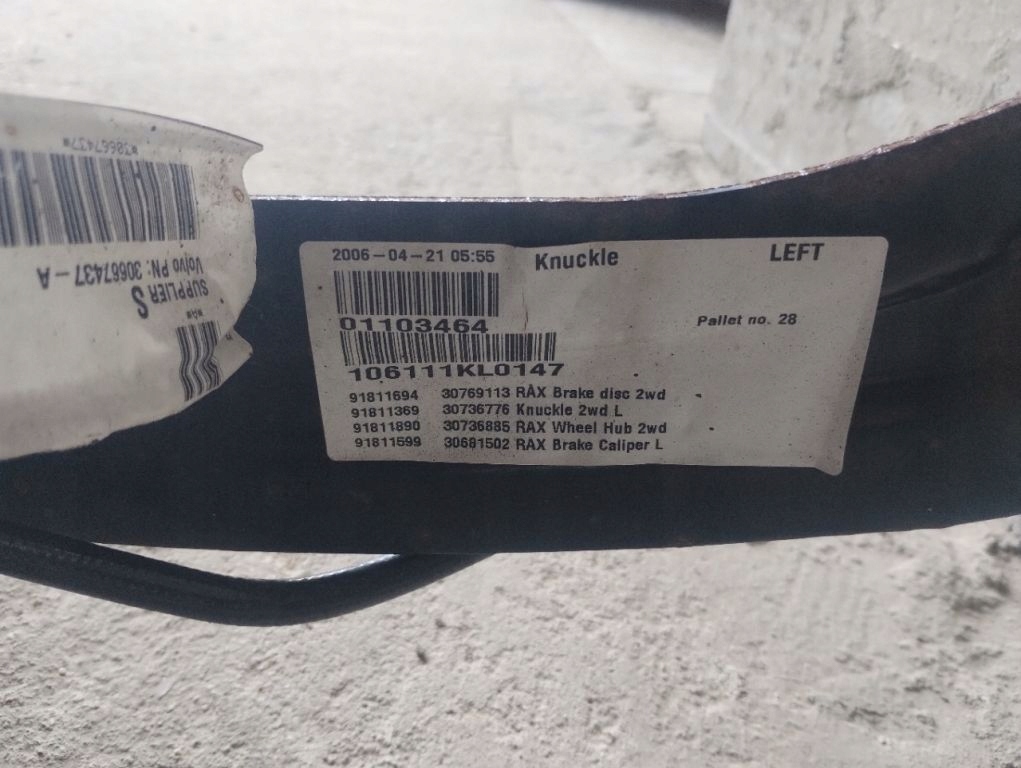 *30667437*
Volvo PN: 30667437-A
SUPPLIER S
2006-04-21 05:55
Knuckle
LEFT
01103464
Pallet no. 28
106111KL0147
91811694 30769113 RAX Brake disc 2wd
91811369 30736776 Knuckle 2wd L
91811890 30736885 RAX Wheel Hub 2wd
91811599 30681502 RAX Brake Caliper L